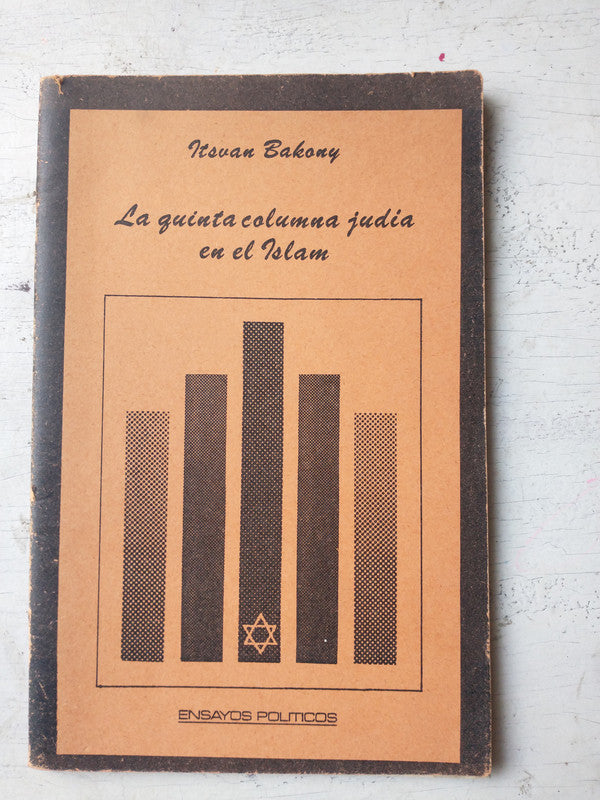 Itsvan Bakony
La quinta columna judia
en el Islam
ENSAYOS POLITICOS